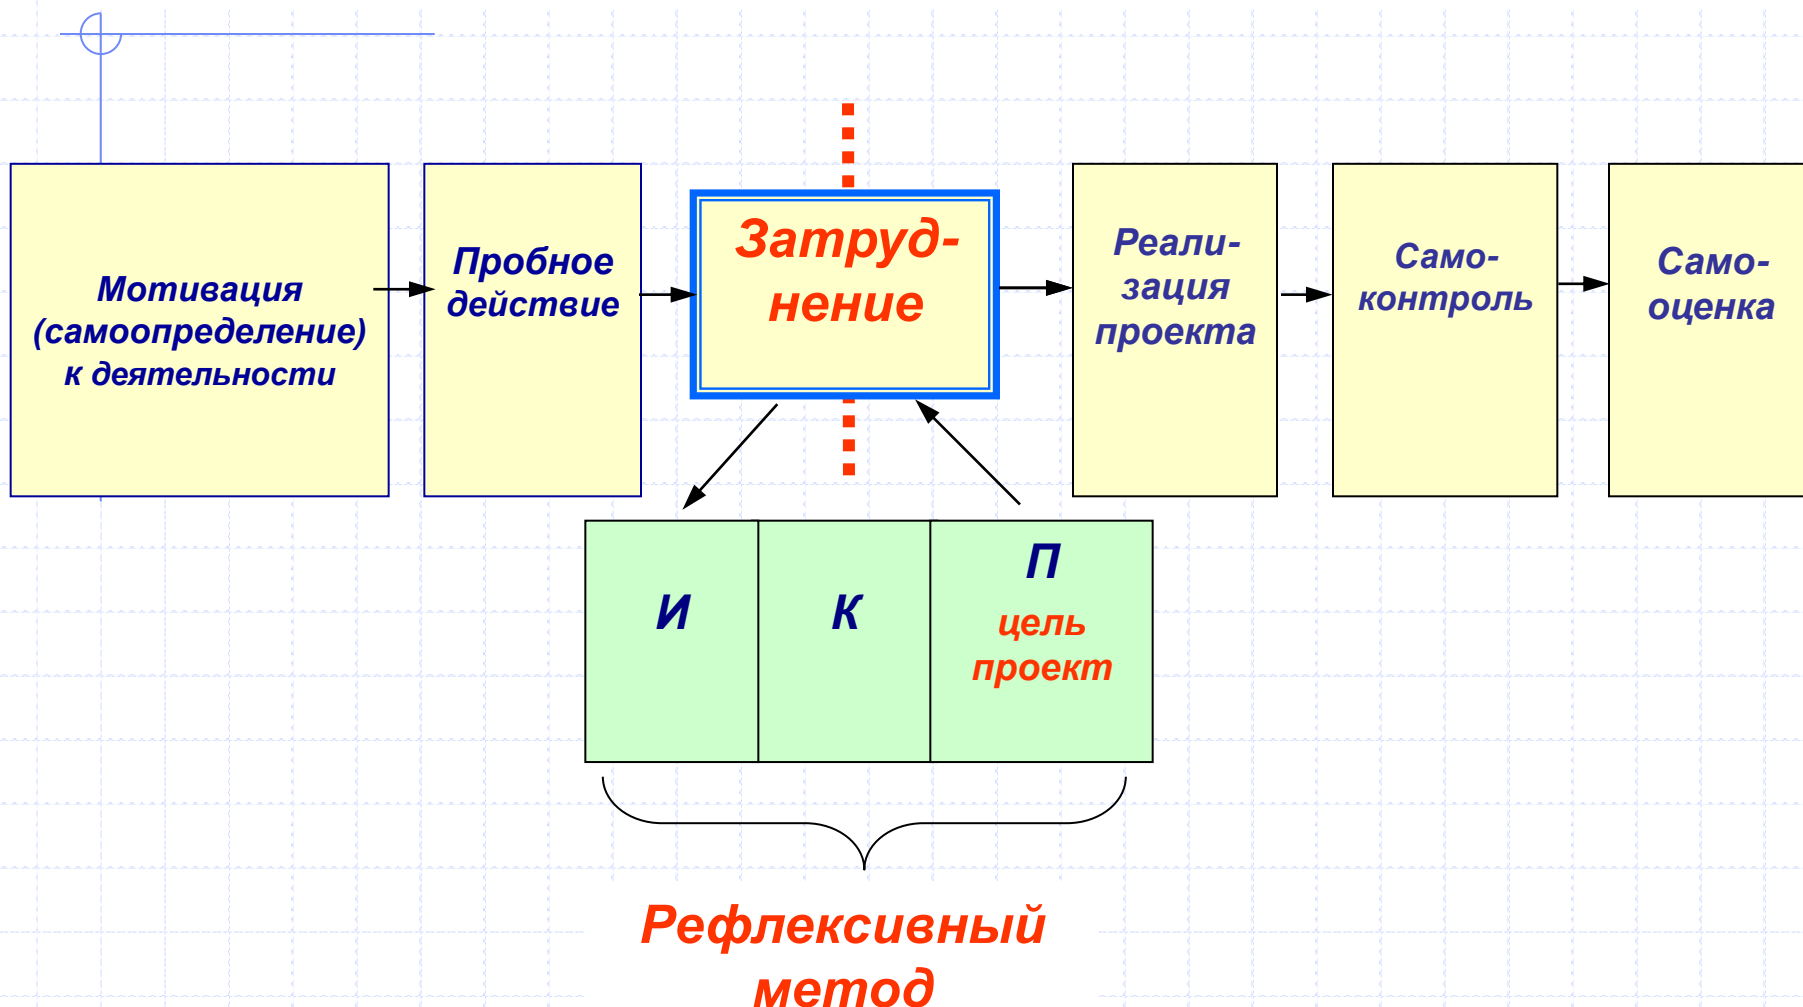 Мотивация
(самоопределение)
к деятельности
Пробное
действие
Затруд-
нение
Реали-
зация
проекта
Само-
контроль
Само-
оценка
И
К
П
цель
проект
Рефлексивный
метод